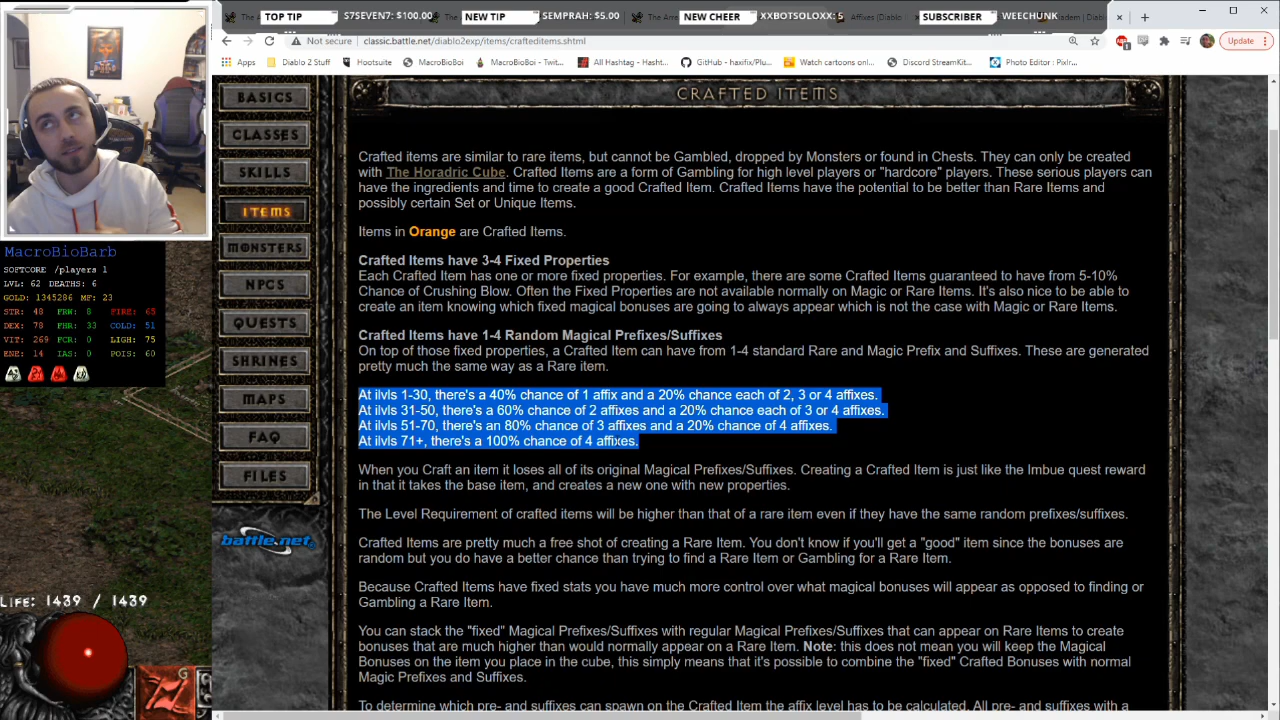 TOP TIP
S7SEVEN7: $100.00
NEW TIP
SEMPRAH: $5.00
NEW CHEER
XXBOTSOLOXX: 5
SUBSCRIBER
WEECHUNK
Not secure | classic.battle.net/diablo2exp/items/crafteditems.shtml
Update
Apps
Diablo 2 Stuff
Hootsuite
MacroBioBoi
MacroBioBoi - Twit...
All Hashtag - Hasht...
GitHub - haxifix/Plu...
Watch cartoons onl...
Discord StreamKit...
Photo Editor : Pixlr...
BASICS
CLASSES
SKILLS
ITEMS
MONSTERS
NPCS
QUESTS
SHRINES
MAPS
FAQ
FILES
battle.net
CRAFTED ITEMS
Crafted items are similar to rare items, but cannot be Gambled, dropped by Monsters or found in Chests. They can only be created
with The Horadric Cube. Crafted Items are a form of Gambling for high level players or "hardcore" players. These serious players can
have the ingredients and time to create a good Crafted Item. Crafted Items have the potential to be better than Rare Items and
possibly certain Set or Unique Items.
Items in Orange are Crafted Items.
Crafted Items have 3-4 Fixed Properties
Each Crafted Item has one or more fixed properties. For example, there are some Crafted Items guaranteed to have from 5-10%
Chance of Crushing Blow. Often the Fixed Properties are not available normally on Magic or Rare Items. It's also nice to be able to
create an item knowing which fixed magical bonuses are going to always appear which is not the case with Magic or Rare Items.
Crafted Items have 1-4 Random Magical Prefixes/Suffixes
On top of those fixed properties, a Crafted Item can have from 1-4 standard Rare and Magic Prefix and Suffixes. These are generated
pretty much the same way as a Rare item.
At ilvls 1-30, there's a 40% chance of 1 affix and a 20% chance each of 2, 3 or 4 affixes.
At ilvls 31-50, there's a 60% chance of 2 affixes and a 20% chance each of 3 or 4 affixes.
At ilvls 51-70, there's an 80% chance of 3 affixes and a 20% chance of 4 affixes.
At ilvls 71+, there's a 100% chance of 4 affixes.
When you Craft an item it loses all of its original Magical Prefixes/Suffixes. Creating a Crafted Item is just like the Imbue quest reward
in that it takes the base item, and creates a new one with new properties.
The Level Requirement of crafted items will be higher than that of a rare item even if they have the same random prefixes/suffixes.
Crafted Items are pretty much a free shot of creating a Rare Item. You don't know if you'll get a "good" item since the bonuses are
random but you do have a better chance than trying to find a Rare Item or Gambling for a Rare Item.
Because Crafted Items have fixed stats you have much more control over what magical bonuses will appear as opposed to finding or
Gambling a Rare Item.
You can stack the "fixed" Magical Prefixes/Suffixes with regular Magical Prefixes/Suffixes that can appear on Rare Items to create
bonuses that are much higher than would normally appear on a Rare Item. Note: this does not mean you will keep the Magical
Bonuses on the item you place in the cube, this simply means that it's possible to combine the "fixed" Crafted Bonuses with normal
Magic Prefixes and Suffixes.
To determine which pre- and suffixes can spawn on the Crafted Item the affix level has to be calculated. All pre- and suffixes with a
MacroBioBarb
SOFTCORE /players 1
LVL: 62 DEATHS: 6
GOLD: 1345286 MF: 23
STR: 48 FRW: 8 FIRE: 65
DEX: 78 FHR: 33 COLD: 51
VIT: 269 FCR: 0 LIGH: 75
ENE: 14 IAS: 0 POIS: 60
LIFE: 1439 / 1439